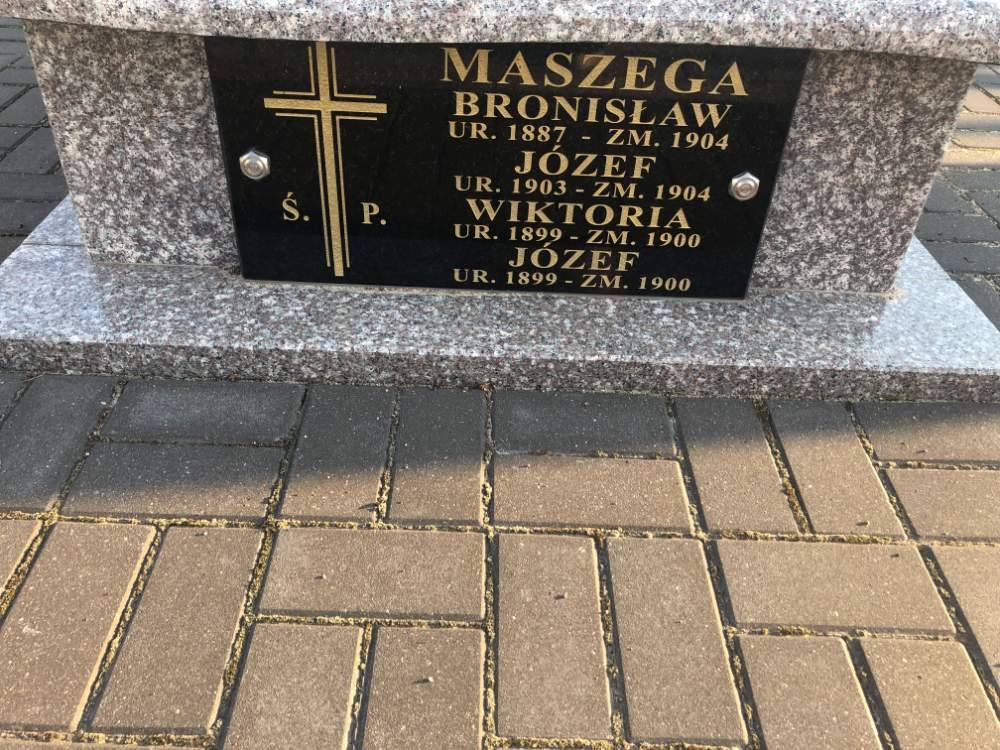 MASZEGA
BRONISŁAW
UR. 1887 - ZM. 1904
JÓZEF
UR. 1903 - ZM. 1904
Ś. P.
WIKTORIA
UR. 1899 - ZM. 1900
JÓZEF
UR. 1899 - ZM. 1900